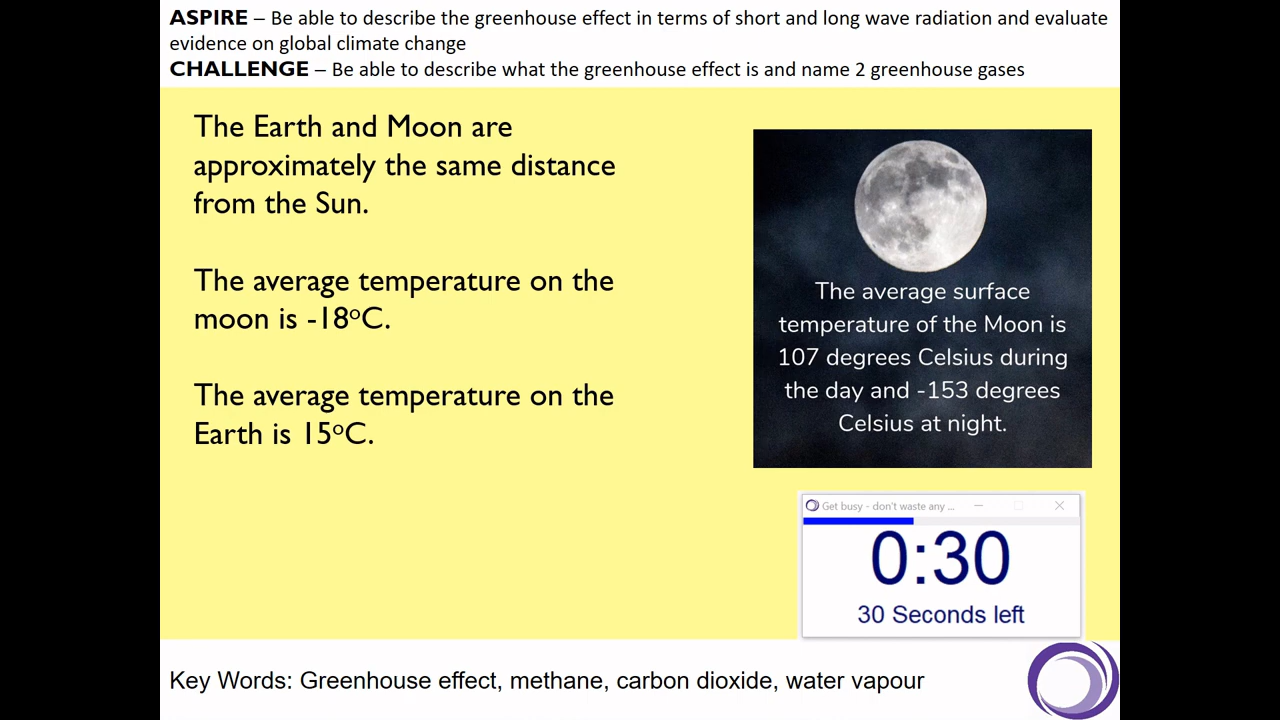 ASPIRE – Be able to describe the greenhouse effect in terms of short and long wave radiation and evaluate
evidence on global climate change
CHALLENGE – Be able to describe what the greenhouse effect is and name 2 greenhouse gases
The Earth and Moon are
approximately the same distance
from the Sun.
The average temperature on the
moon is -18°C.
The average temperature on the
Earth is 15°C.
The average surface
temperature of the Moon is
107 degrees Celsius during
the day and -153 degrees
Celsius at night.
Get busy - don't waste any ...
0:30
30 Seconds left
Key Words: Greenhouse effect, methane, carbon dioxide, water vapour